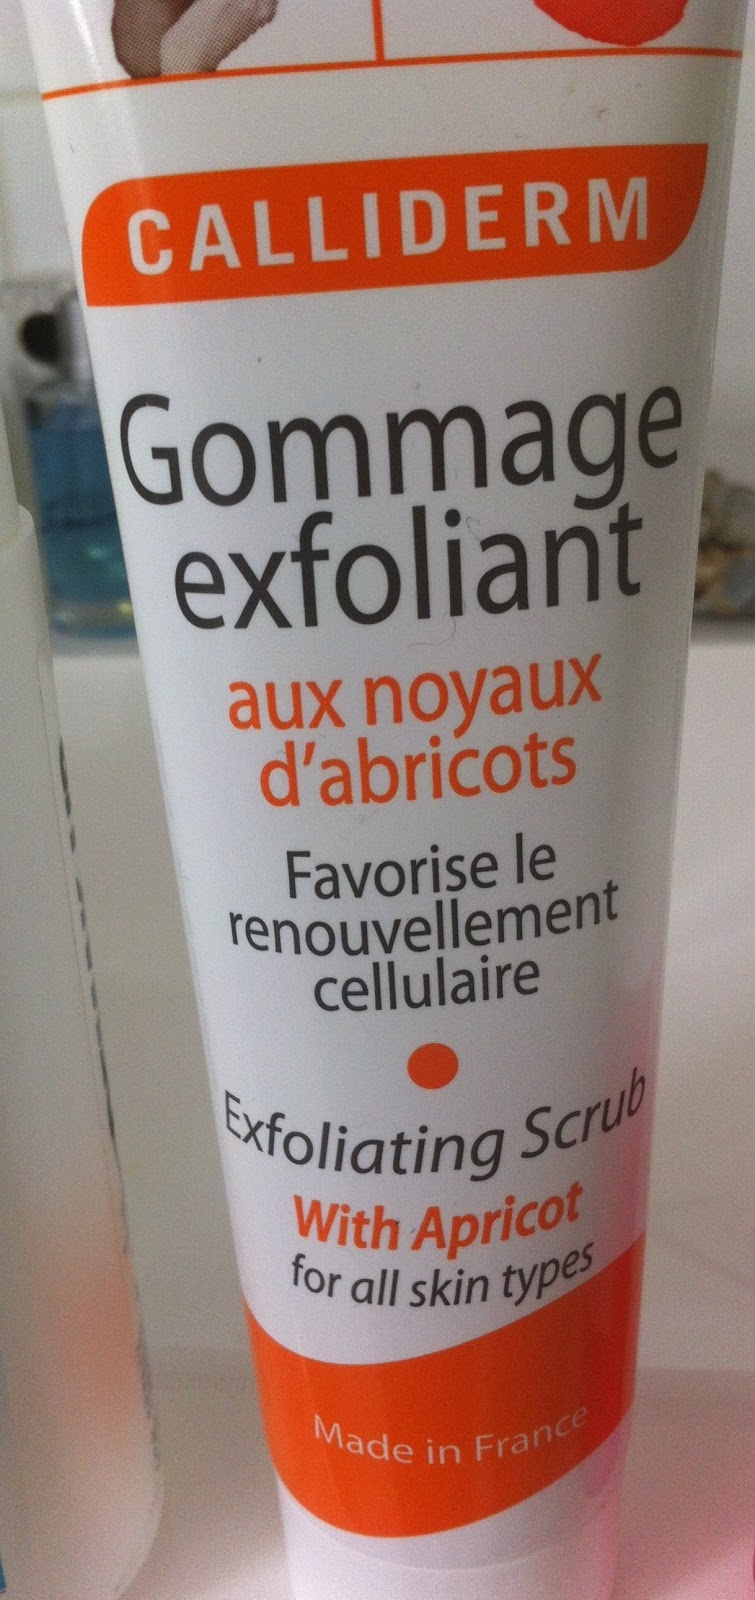 CALLIDERM
Gommage
exfoliant
aux noyaux
d'abricots
Favorise le
renouvellement
cellulaire
Exfoliating Scrub
With Apricot
for all skin types
Made in France